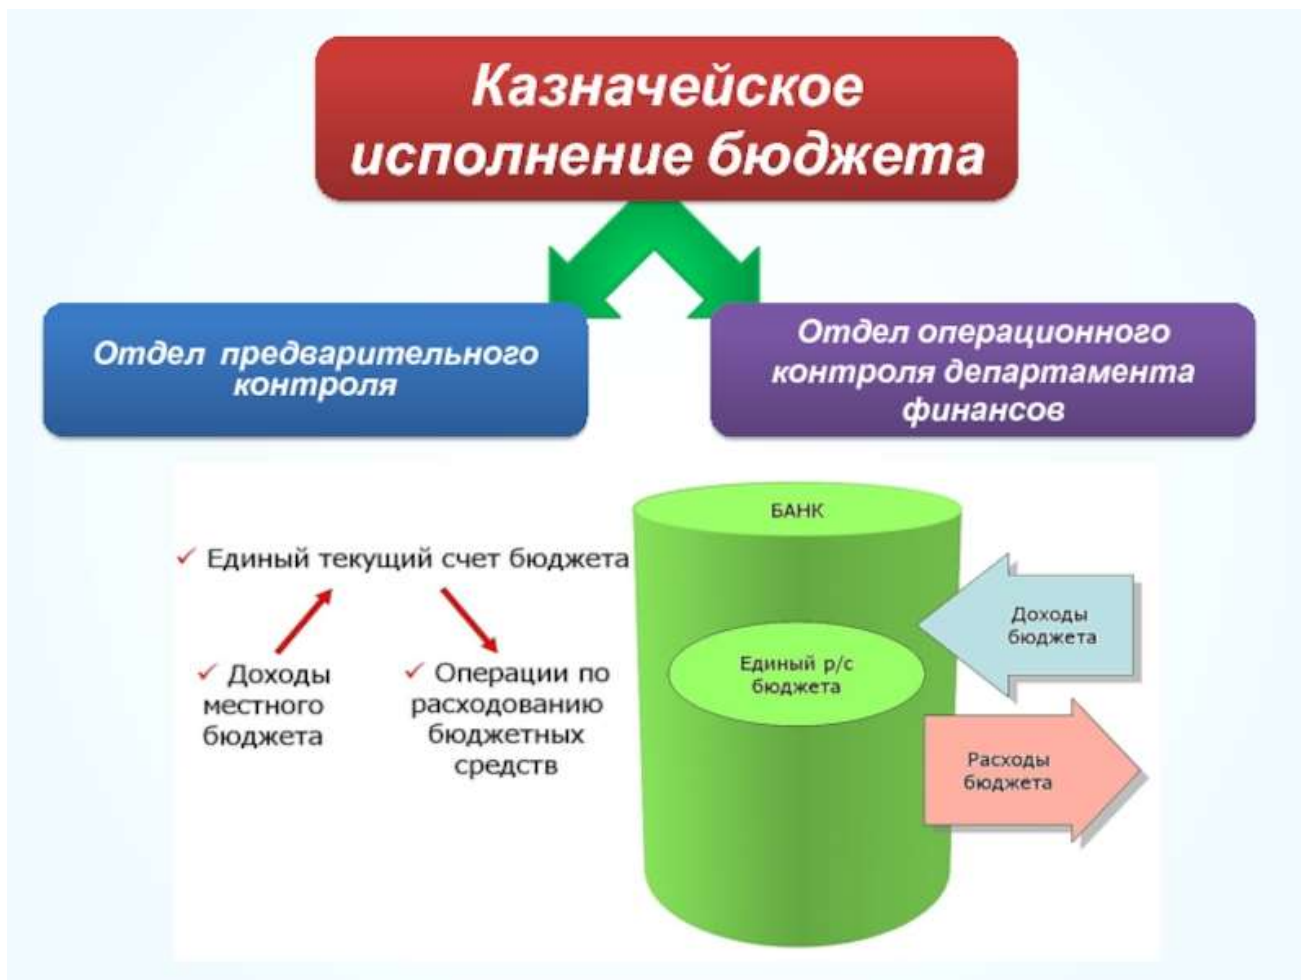 Казначейское
исполнение бюджета
Отдел предварительного
контроля
Отдел операционного
контроля департамента
финансов
✓ Единый текущий счет бюджета
✓ Доходы
местного
бюджета
✓ Операции по
расходованию
бюджетных
средств
БАНК
Единый р/с
бюджета
Доходы
бюджета
Расходы
бюджета